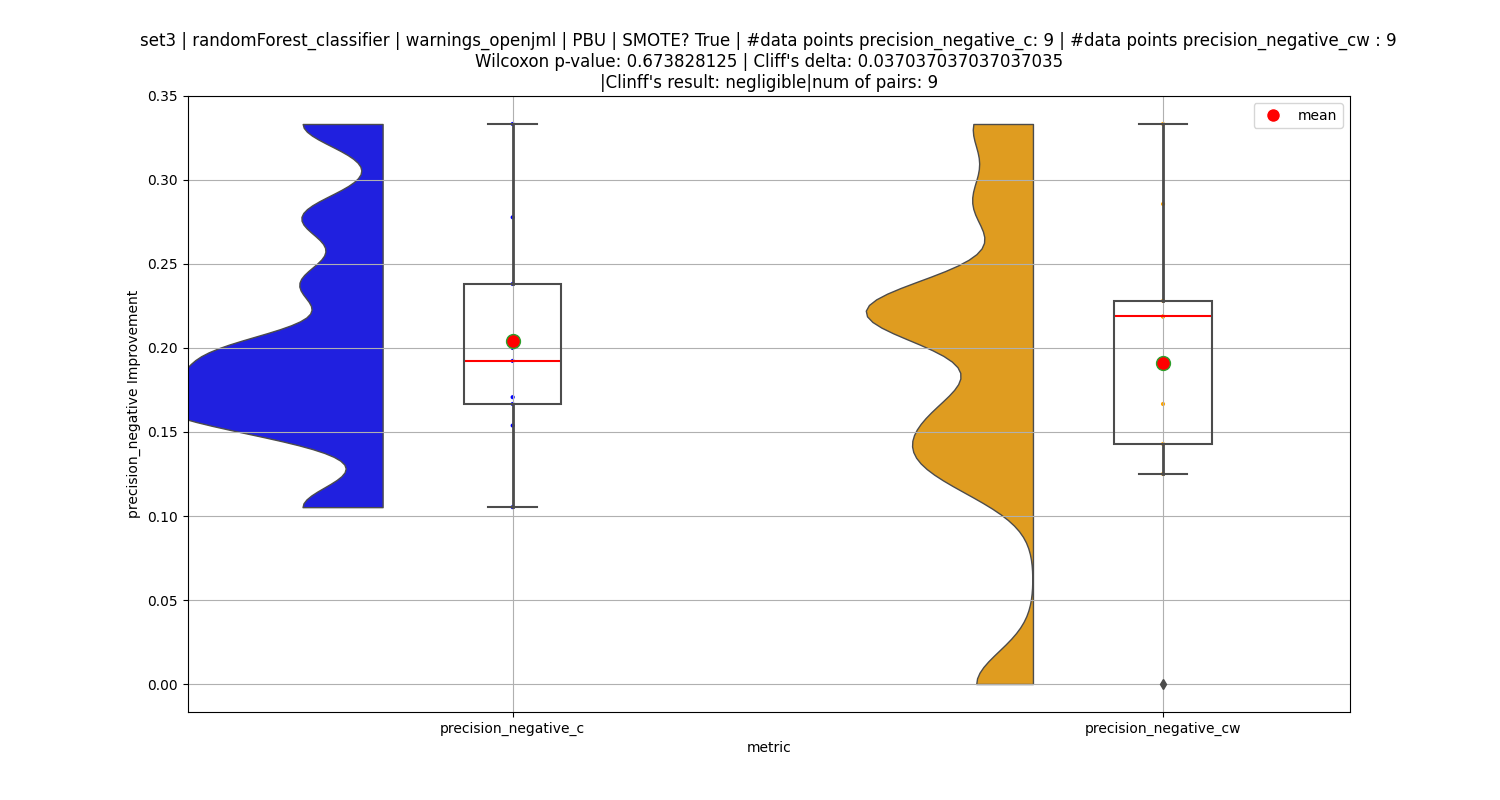 set3 | randomForest_classifier | warnings_openjml | PBU | SMOTE? True | #data points precision_negative_c: 9 | #data points precision_negative_cw : 9
Wilcoxon p-value: 0.673828125 | Cliff's delta: 0.037037037037037035
|Clinff's result: negligible|num of pairs: 9
mean
0.35
0.30
0.25
0.20
0.15
0.10
0.05
0.00
precision_negative Improvement
precision_negative_c
precision_negative_cw
metric